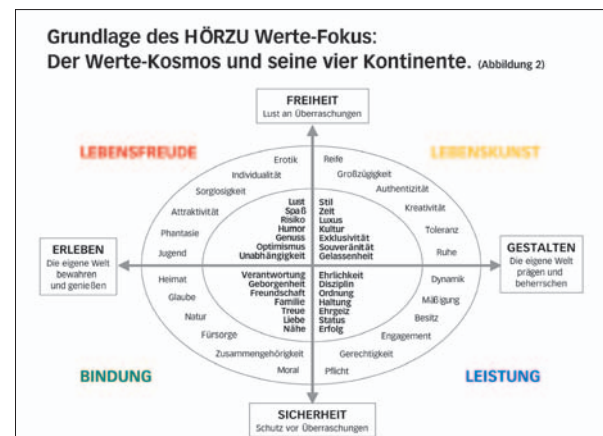 Grundlage des HÖRZU Werte-Fokus:
Der Werte-Kosmos und seine vier Kontinente. (Abbildung 2)
FREIHEIT
Lust an Überraschungen
LEBENSFREUDE
LEBENSKUNST
Erotik
Reife
Individualität
Großzügigkeit
Sorglosigkeit
Authentizität
Attraktivität
Kreativität
Phantasie
Toleranz
Jugend
Ruhe
Lust
Spaß
Risiko
Humor
Genuss
Optimismus
Unabhängigkeit
Stil
Zeit
Luxus
Kultur
Exklusivität
Souveränität
Gelassenheit
ERLEBEN
Die eigene Welt
bewahren
und genießen
GESTALTEN
Die eigene Welt
prägen und
beherrschen
Verantwortung
Geborgenheit
Freundschaft
Familie
Treue
Liebe
Nähe
Ehrlichkeit
Disziplin
Ordnung
Haltung
Ehrgeiz
Status
Erfolg
Heimat
Dynamik
Glaube
Mäßigung
Natur
Besitz
Fürsorge
Engagement
Zusammengehörigkeit
Gerechtigkeit
Moral
Pflicht
BINDUNG
LEISTUNG
SICHERHEIT
Schutz vor Überraschungen